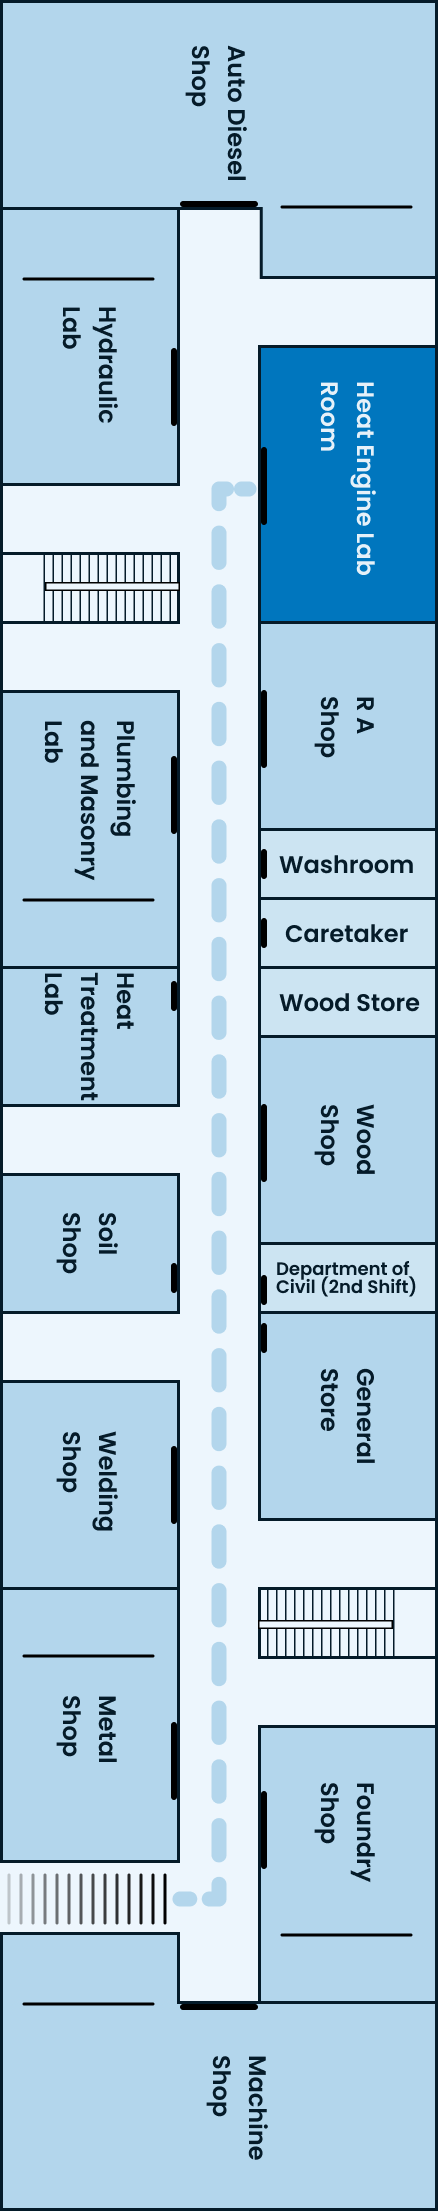 Auto Diesel
Shop
Hydraulic
Lab
Heat Engine Lab
Room
Plumbing
and Masonry
Lab
R A
Shop
Washroom
Caretaker
Heat
Treatment
Lab
Wood Store
Wood
Shop
Soil
Shop
Department of
Civil (2nd Shift)
General
Store
Welding
Shop
Metal
Shop
Foundry
Shop
Machine
Shop